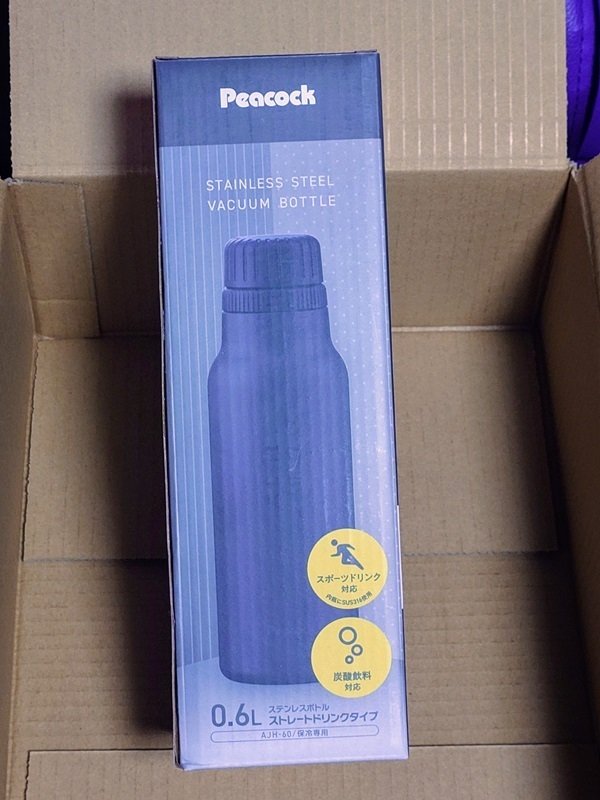 Peacock
STAINLESS STEEL
VACUUM BOTTLE
スポーツドリンク
対応
内瓶にSUS316使用
炭酸飲料
対応
0.6L
ステンレスボトル
ストレートドリンクタイプ
AJH-60/保冷専用